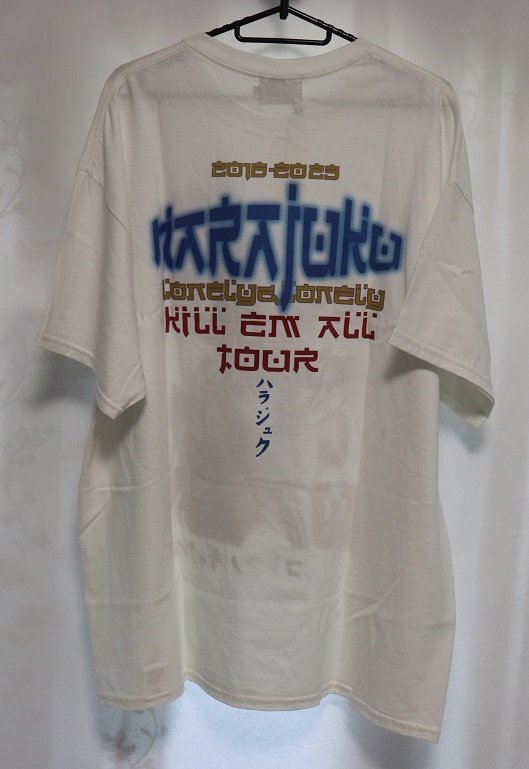 2018-2023
HARAJUKU
Lonely&Lonely
KILL EM ALL
TOUR
ハラジュク